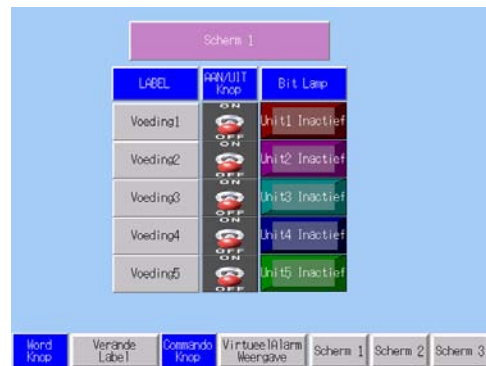 Scherm 1
LABEL
AAN/UIT
Knop
Bit Lamp
Voeding1
ON
OFF
Unit1 Inactief
Voeding2
ON
OFF
Unit2 Inactief
Voeding3
ON
OFF
Unit3 Inactief
Voeding4
ON
OFF
Unit4 Inactief
Voeding5
ON
OFF
Unit5 Inactief
Word
Knop
Verande
Label
Commando
Knop
VirtueelAlarm
Weergave
Scherm 1
Scherm 2
Scherm 3